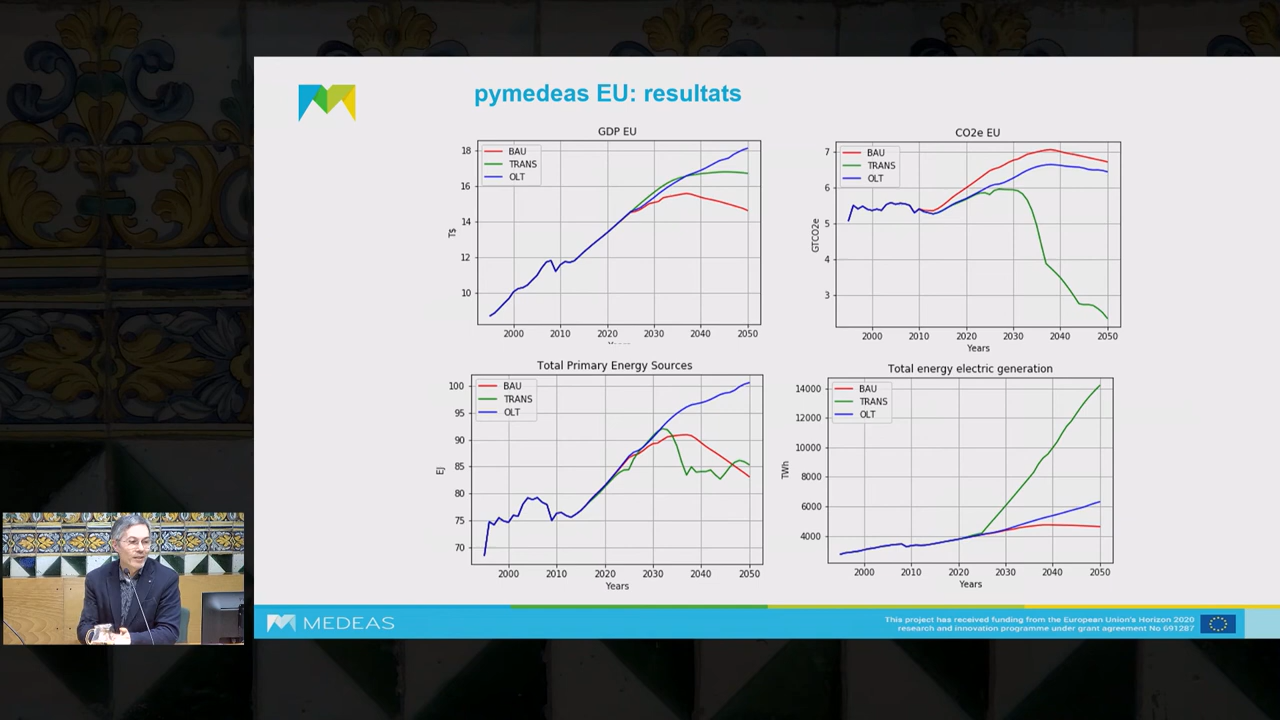 pymedeas EU: resultats
GDP EU
BAU
TRANS
OLT
18
16
14
12
10
T$
2000 2010 2020 2030 2040 2050
CO2e EU
BAU
TRANS
OLT
7
6
5
4
3
GTCO2e
2000 2010 2020 2030 2040 2050
Years
Total Primary Energy Sources
BAU
TRANS
OLT
100
95
90
85
80
75
70
EJ
2000 2010 2020 2030 2040 2050
Years
Total energy electric generation
BAU
TRANS
OLT
14000
12000
10000
8000
6000
4000
TWh
2000 2010 2020 2030 2040 2050
Years
MEDEAS
This project has received funding from the European Union's Horizon 2020
research and innovation programme under grant agreement No 691287